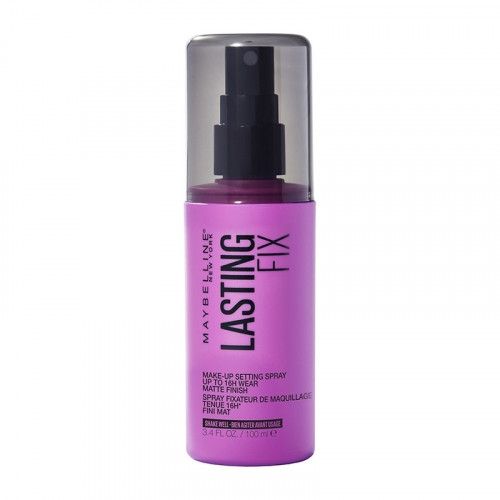 MAYBELLINE®
NEW YORK
LASTING
FIX
MAKE-UP SETTING SPRAY
UP TO 16H WEAR
MATTE FINISH
SPRAY FIXATEUR DE MAQUILLAGE
TENUE 16H*
FINI MAT
SHAKE WELL - BIEN AGITER AVANT USAGE
3.4 FL.OZ. / 100 ml ℮